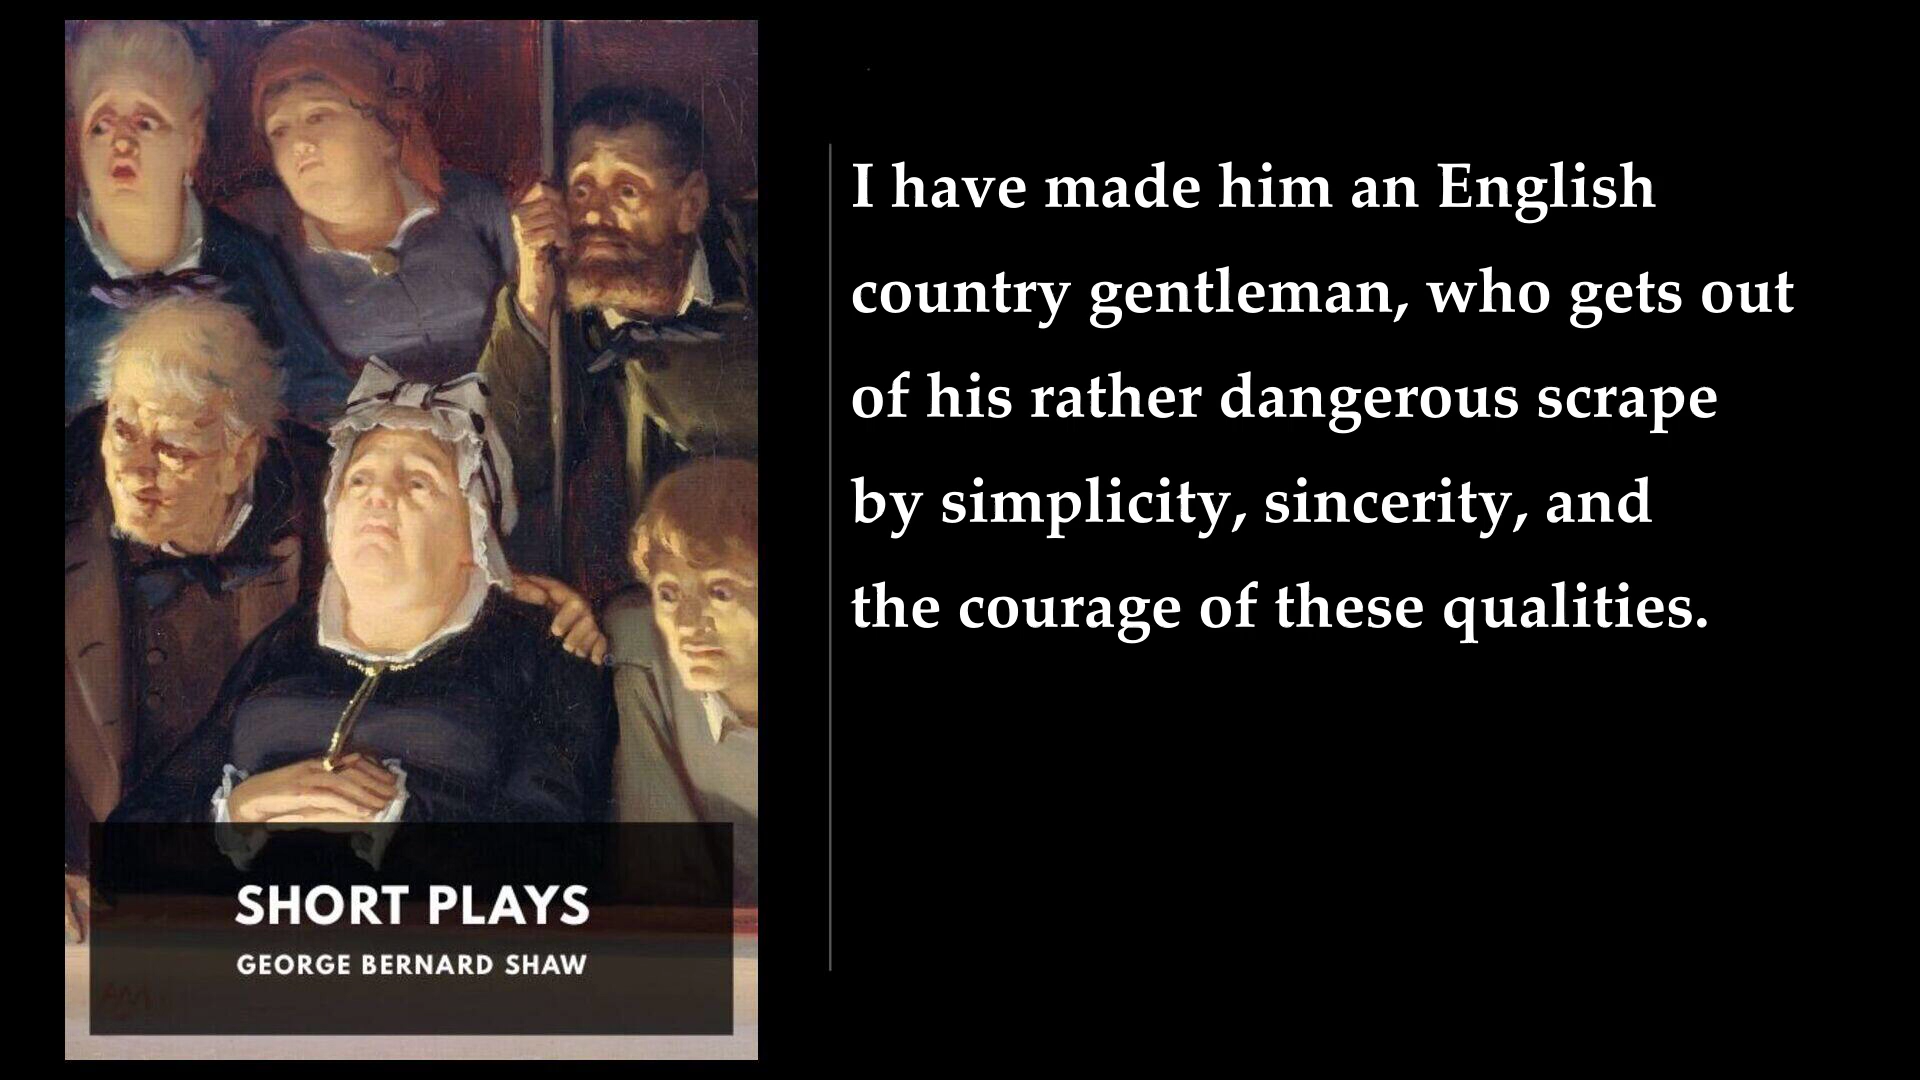 I have made him an English
country gentleman, who gets out
of his rather dangerous scrape
by simplicity, sincerity, and
the courage of these qualities.
SHORT PLAYS
GEORGE BERNARD SHAW